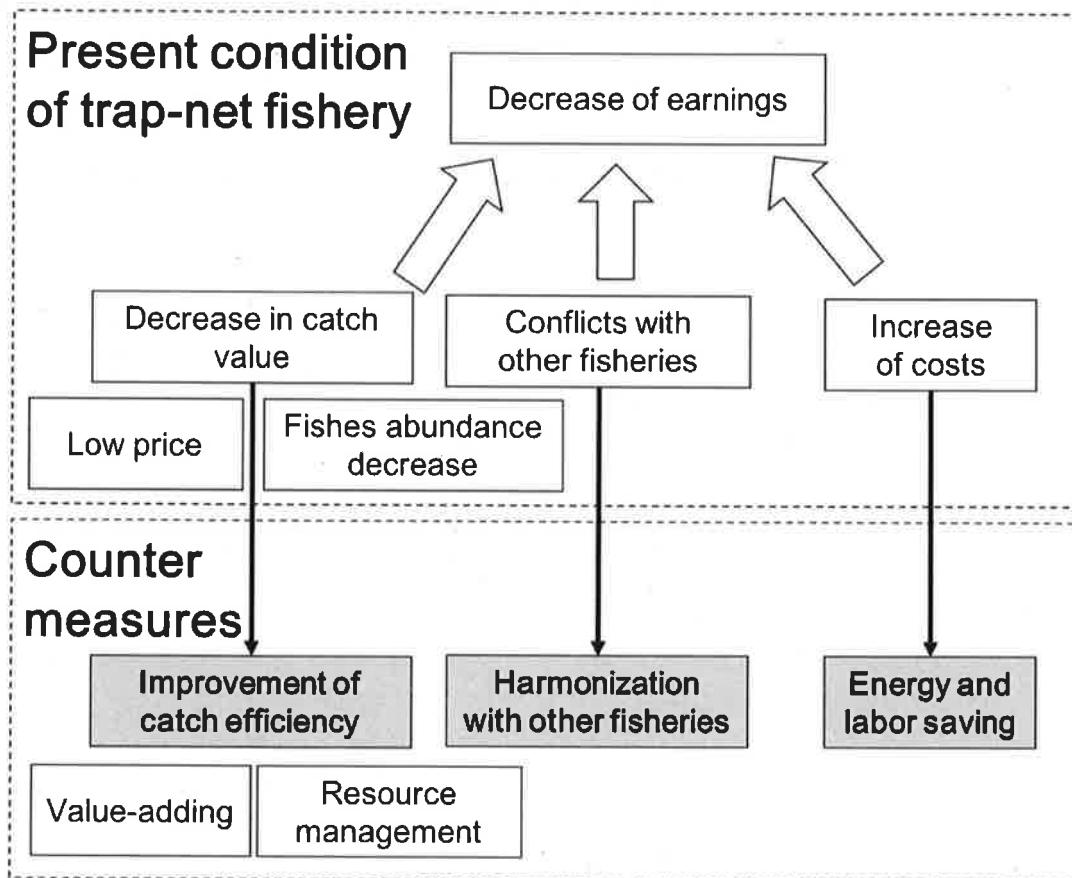 Present condition
of trap-net fishery
Decrease of earnings
Decrease in catch
value
Conflicts with
other fisheries
Increase
of costs
Low price
Fishes abundance
decrease
Counter
measures
Improvement of
catch efficiency
Harmonization
with other fisheries
Energy and
labor saving
Value-adding
Resource
management